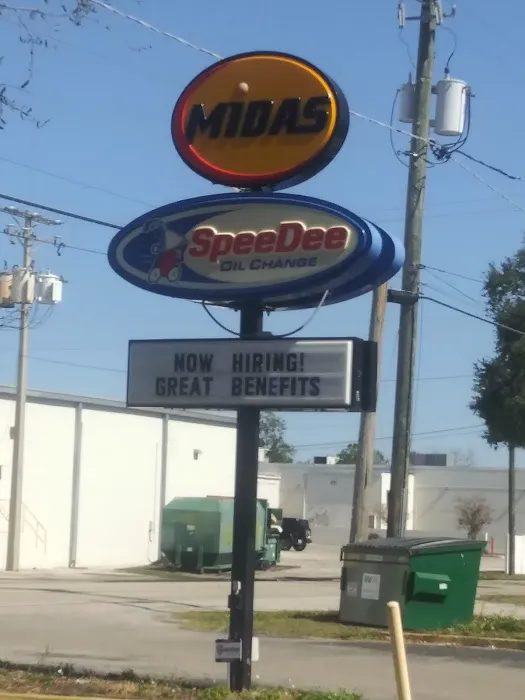 MIDAS
SpeeDee
OIL CHANGE
NOW HIRING!
GREAT BENEFITS